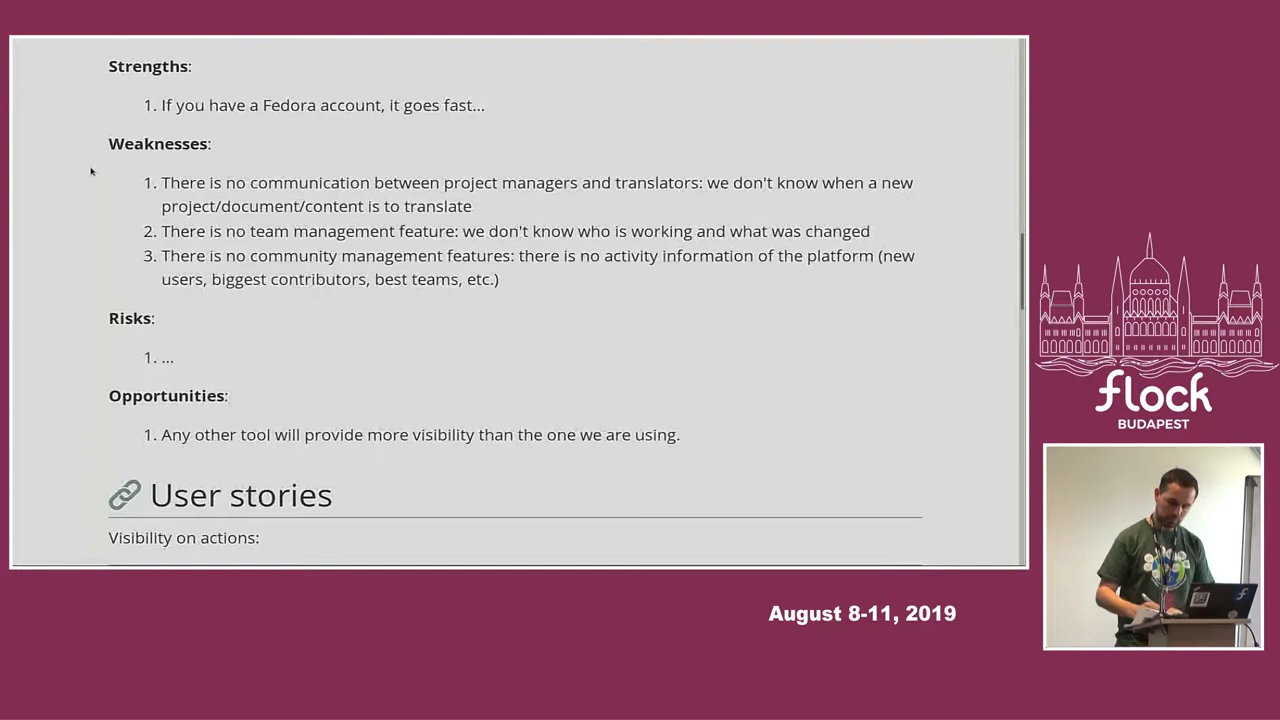 Strengths:
1. If you have a Fedora account, it goes fast...
Weaknesses:
1. There is no communication between project managers and translators: we don't know when a new
project/document/content is to translate
2. There is no team management feature: we don't know who is working and what was changed
3. There is no community management features: there is no activity information of the platform (new
users, biggest contributors, best teams, etc.)
Risks:
1. ...
Opportunities:
1. Any other tool will provide more visibility than the one we are using.
User stories
Visibility on actions:
flock
BUDAPEST
August 8-11, 2019